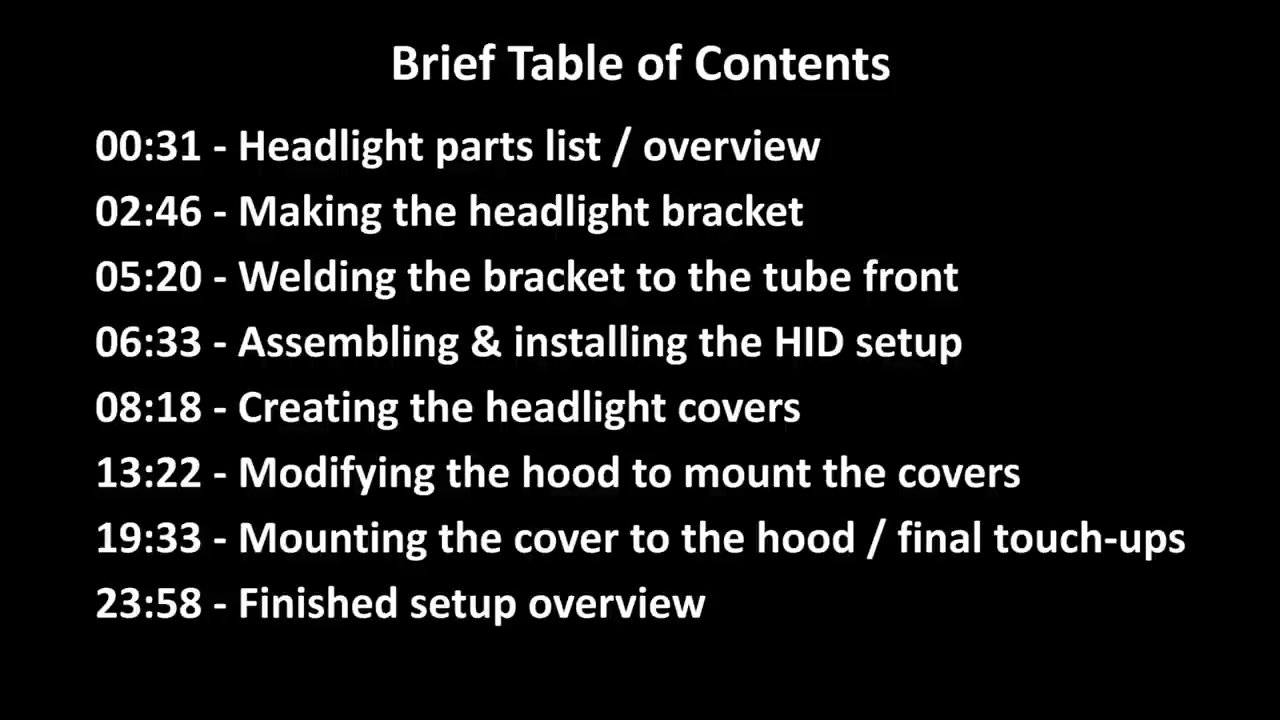 Brief Table of Contents
00:31 - Headlight parts list / overview
02:46 - Making the headlight bracket
05:20 - Welding the bracket to the tube front
06:33 - Assembling & installing the HID setup
08:18 - Creating the headlight covers
13:22 - Modifying the hood to mount the covers
19:33 - Mounting the cover to the hood / final touch-ups
23:58 - Finished setup overview